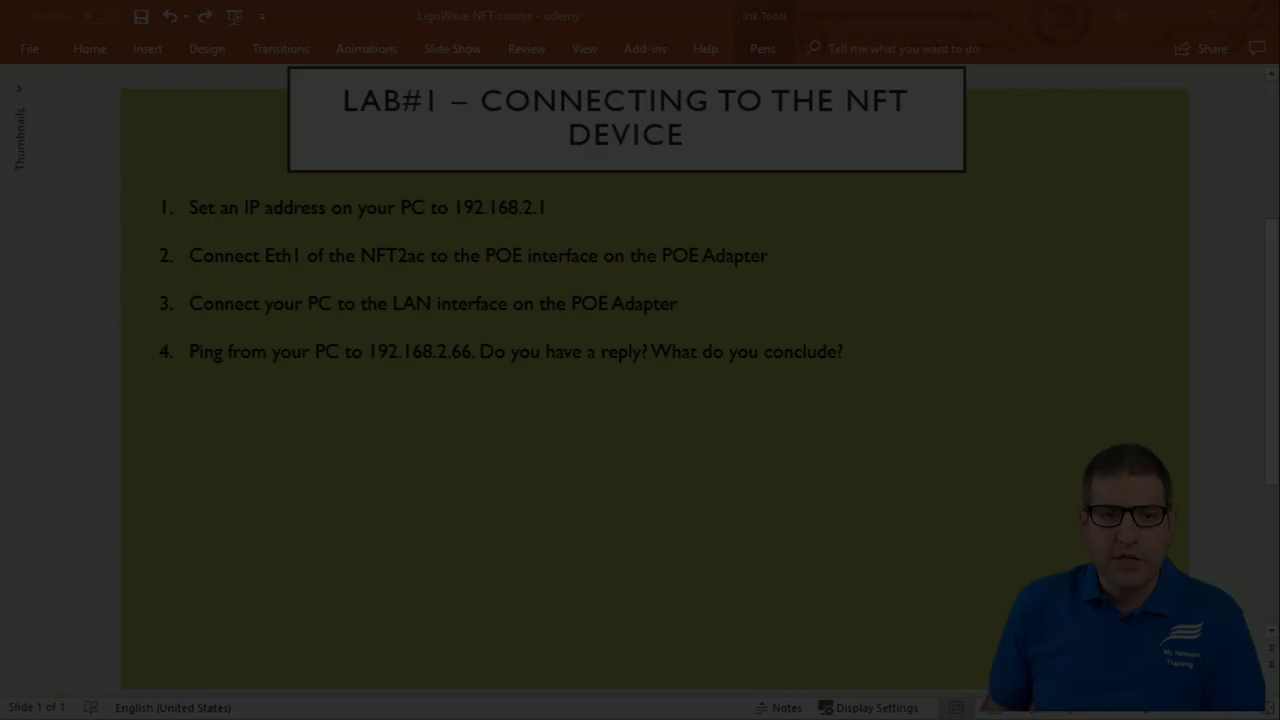 LigoWave NFT course - udemy
Ink Tools
File Home Insert Design Transitions Animations Slide Show Review View Add-ins Help Pens Tell me what you want to do Share
Thumbnails
LAB#1 – CONNECTING TO THE NFT
DEVICE
1. Set an IP address on your PC to 192.168.2.1
2. Connect Eth1 of the NFT2ac to the POE interface on the POE Adapter
3. Connect your PC to the LAN interface on the POE Adapter
4. Ping from your PC to 192.168.2.66. Do you have a reply? What do you conclude?
My Network
Training
Slide 1 of 1 English (United States) Notes Display Settings